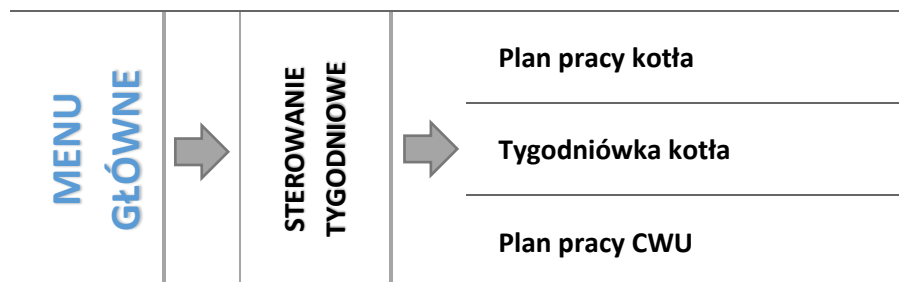 MENU
GŁÓWNE
STEROWANIE
TYGODNIOWE
Plan pracy kotła
Tygodniówka kotła
Plan pracy CWU